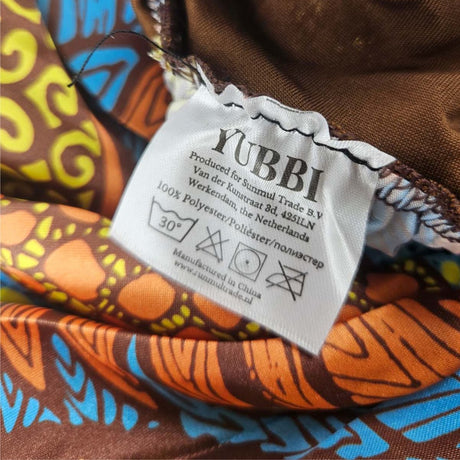 YUBBI
Produced for Sunmul Trade B.V
Van der Kunstraat 3d, 4251LN
Werkendam, the Netherlands
100% Polyester/Poliéster/полиэстер
30°
Manufactured in China
www.sunmultrade.nl